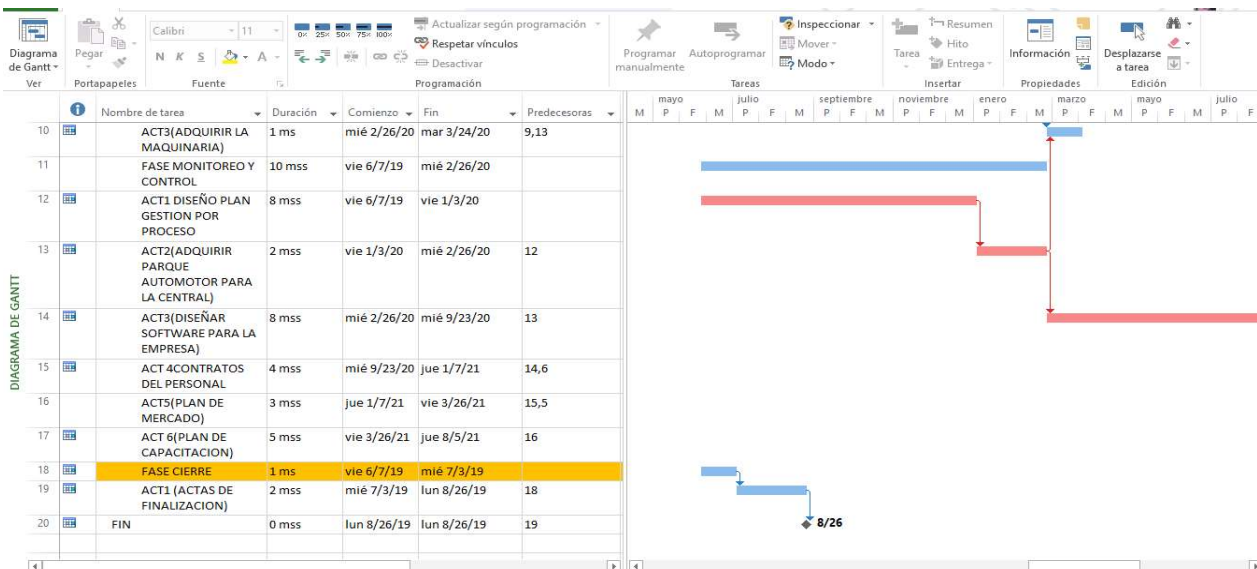 Calibri 11
0× 25× 50× 75× 100×
Actualizar según programación
Respetar vínculos
Desactivar
Inspeccionar
Mover
Modo
Resumen
Hito
Entrega
Diagrama
de Gantt
Pegar
N K S A
Programar
manualmente
Autoprogramar
Tarea
Información
Desplazarse
a tarea
Ver Portapapeles Fuente Programación Tareas Insertar Propiedades Edición
Nombre de tarea Duración Comienzo Fin Predecesoras
mayo julio septiembre noviembre enero marzo mayo julio
M P F M P F M P F M P F M P F M P F M P F M P F
10 ACT3(ADQUIRIR LA 1 ms mié 2/26/20 mar 3/24/20 9,13
MAQUINARIA)
11 FASE MONITOREO Y 10 mss vie 6/7/19 mié 2/26/20
CONTROL
12 ACT1 DISEÑO PLAN 8 mss vie 6/7/19 vie 1/3/20
GESTION POR
PROCESO
13 ACT2(ADQUIRIR 2 mss vie 1/3/20 mié 2/26/20 12
PARQUE
AUTOMOTOR PARA
LA CENTRAL)
14 ACT3(DISEÑAR 8 mss mié 2/26/20 mié 9/23/20 13
SOFTWARE PARA LA
EMPRESA)
15 ACT 4CONTRATOS 4 mss mié 9/23/20 jue 1/7/21 14,6
DEL PERSONAL
16 ACT5(PLAN DE 3 mss jue 1/7/21 vie 3/26/21 15,5
MERCADO)
17 ACT 6(PLAN DE 5 mss vie 3/26/21 jue 8/5/21 16
CAPACITACION)
18 FASE CIERRE 1 ms vie 6/7/19 mié 7/3/19
19 ACT1 (ACTAS DE 2 mss mié 7/3/19 lun 8/26/19 18
FINALIZACION)
20 FIN 0 mss lun 8/26/19 lun 8/26/19 19
8/26
DIAGRAMA DE GANTT